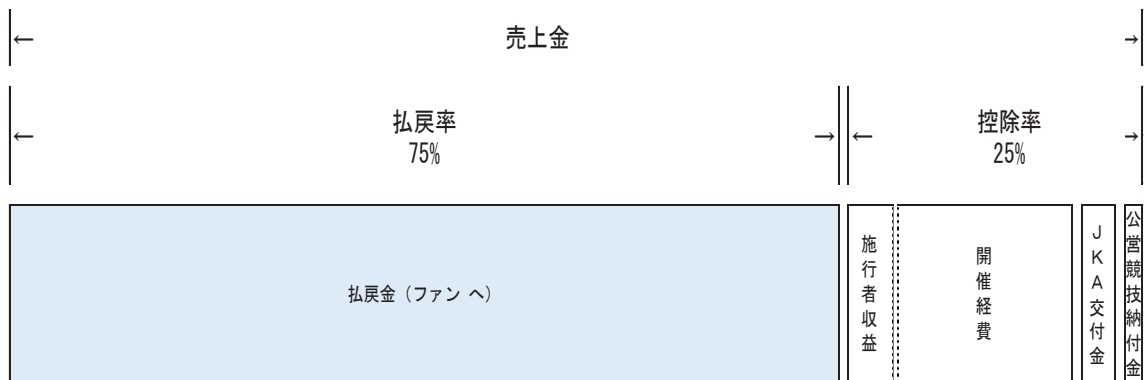 ← 売上金 →
← 払戻率 → ← 控除率 →
75% 25%
払戻金（ファン へ）
施行者収益
開催経費
JKA交付金
公営競技納付金